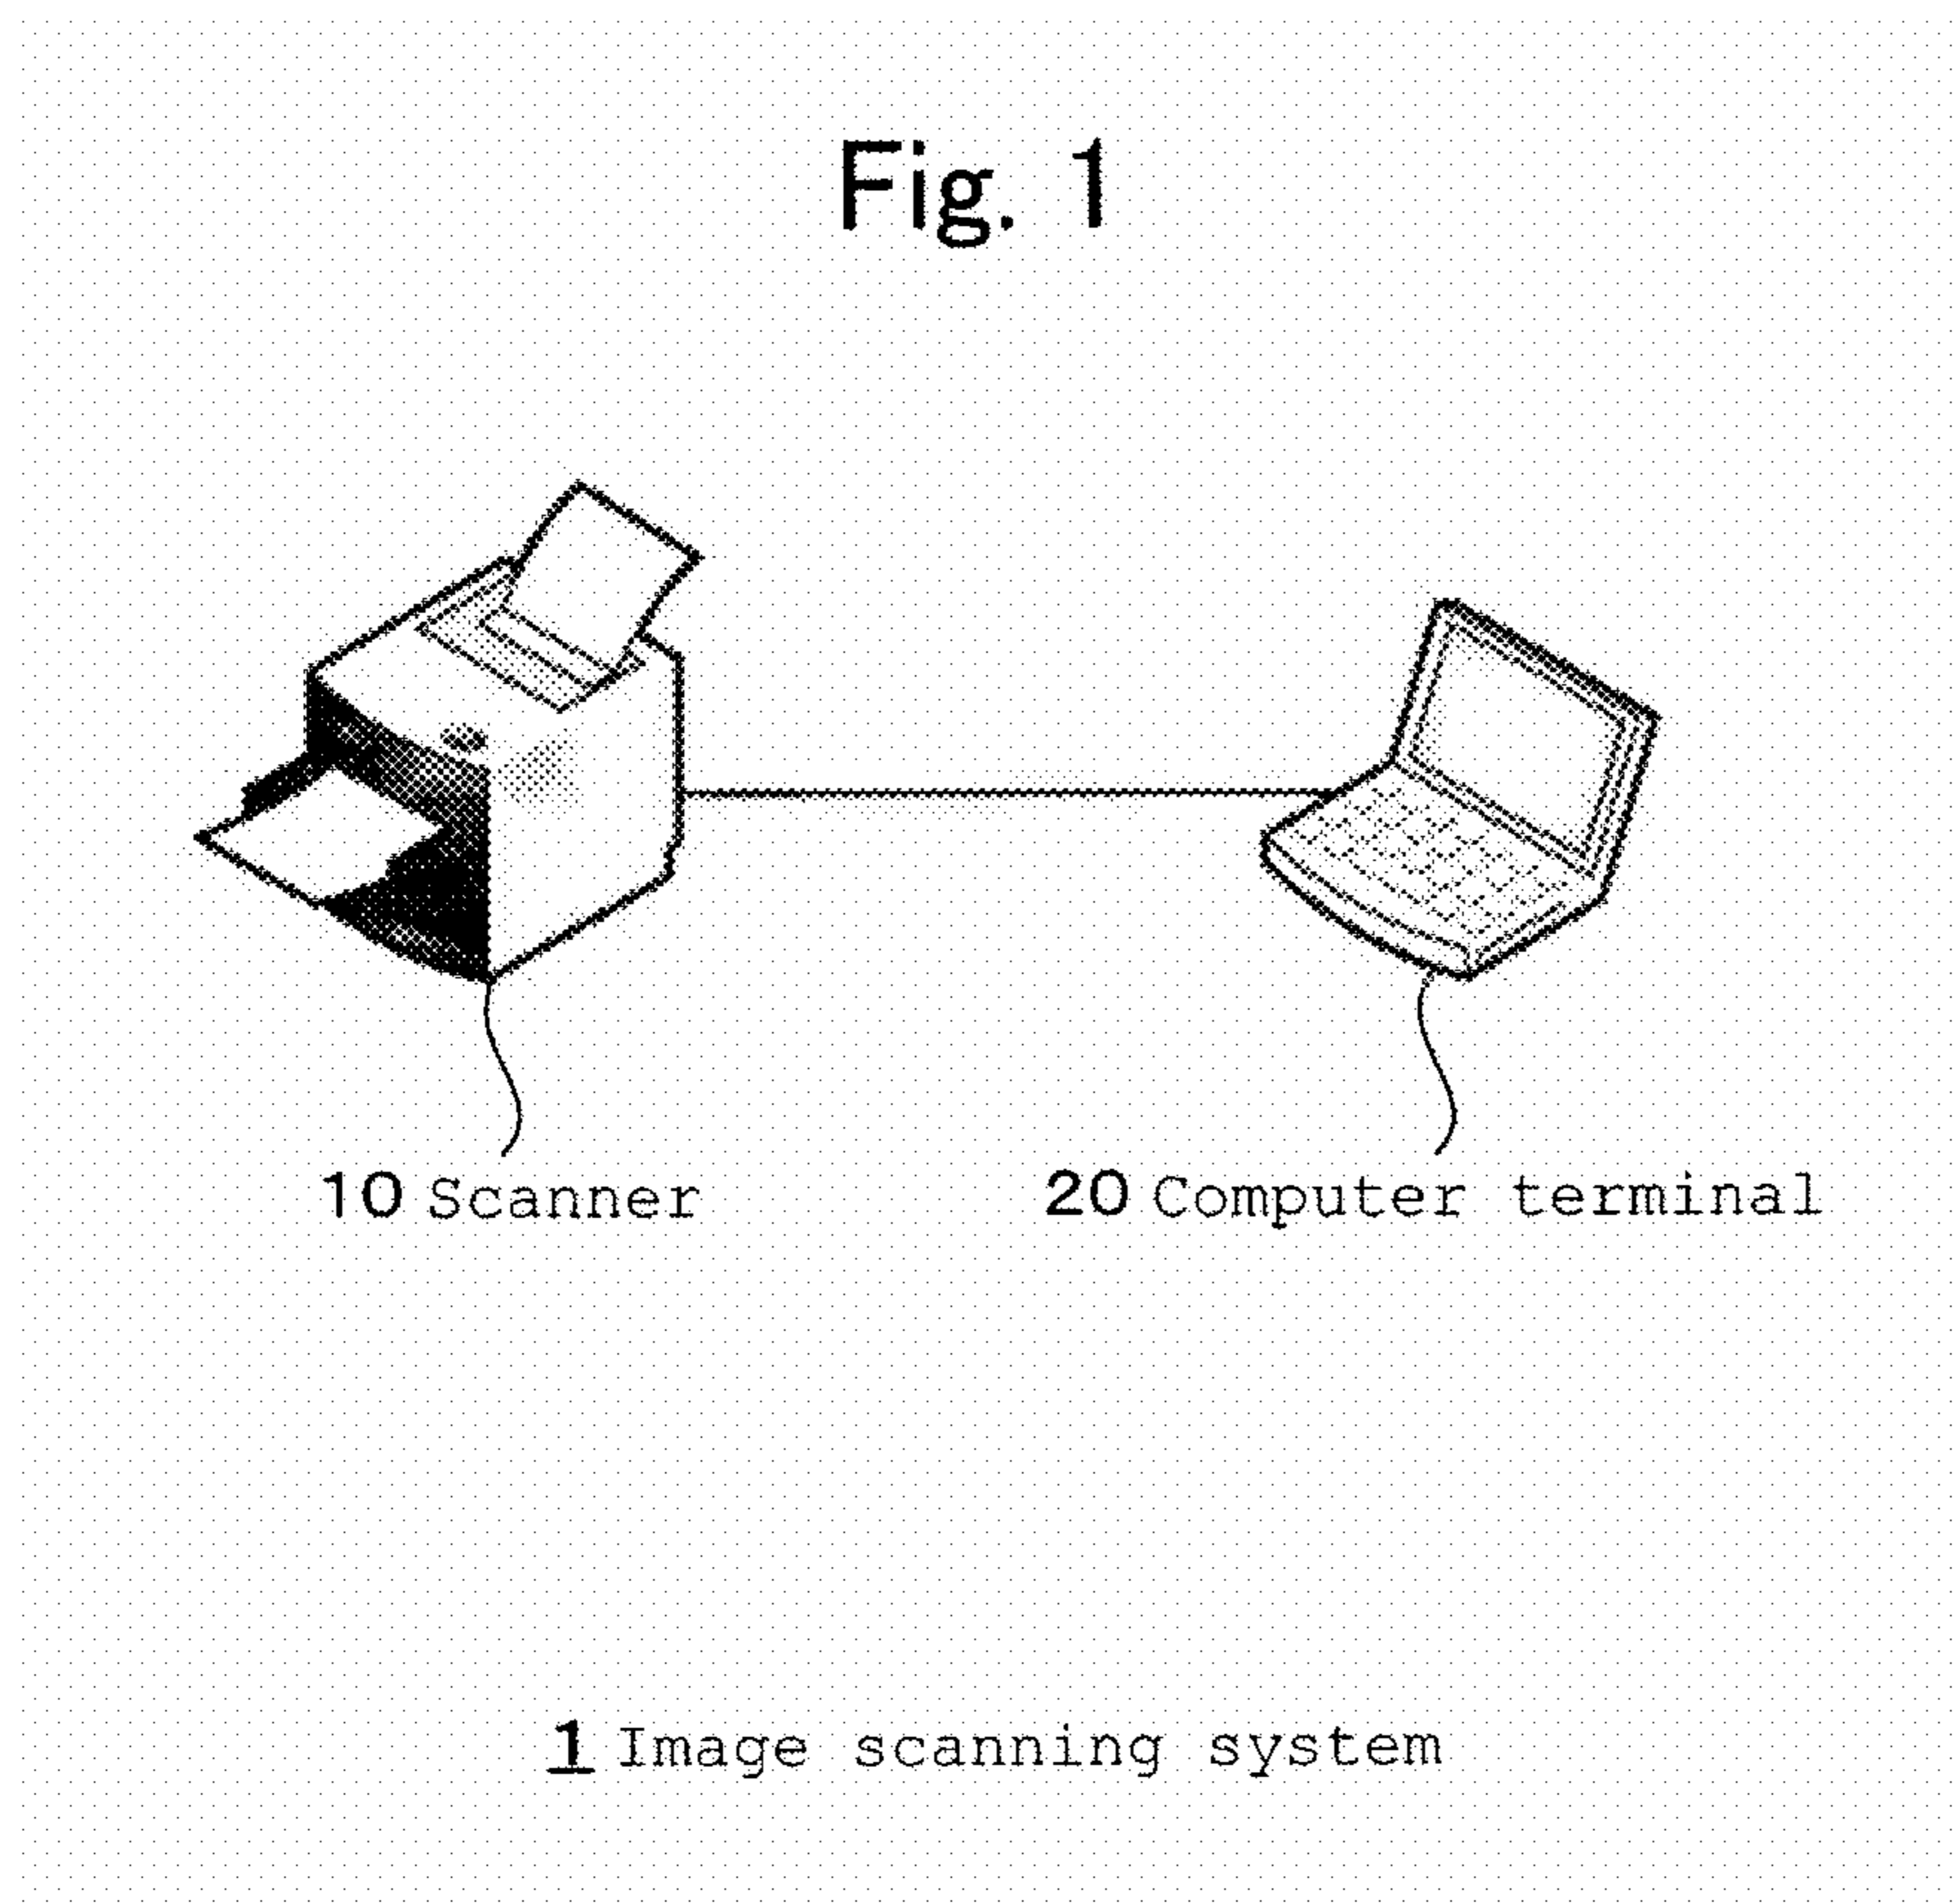 Fig. 1
10 Scanner
20 Computer terminal
1 Image scanning system